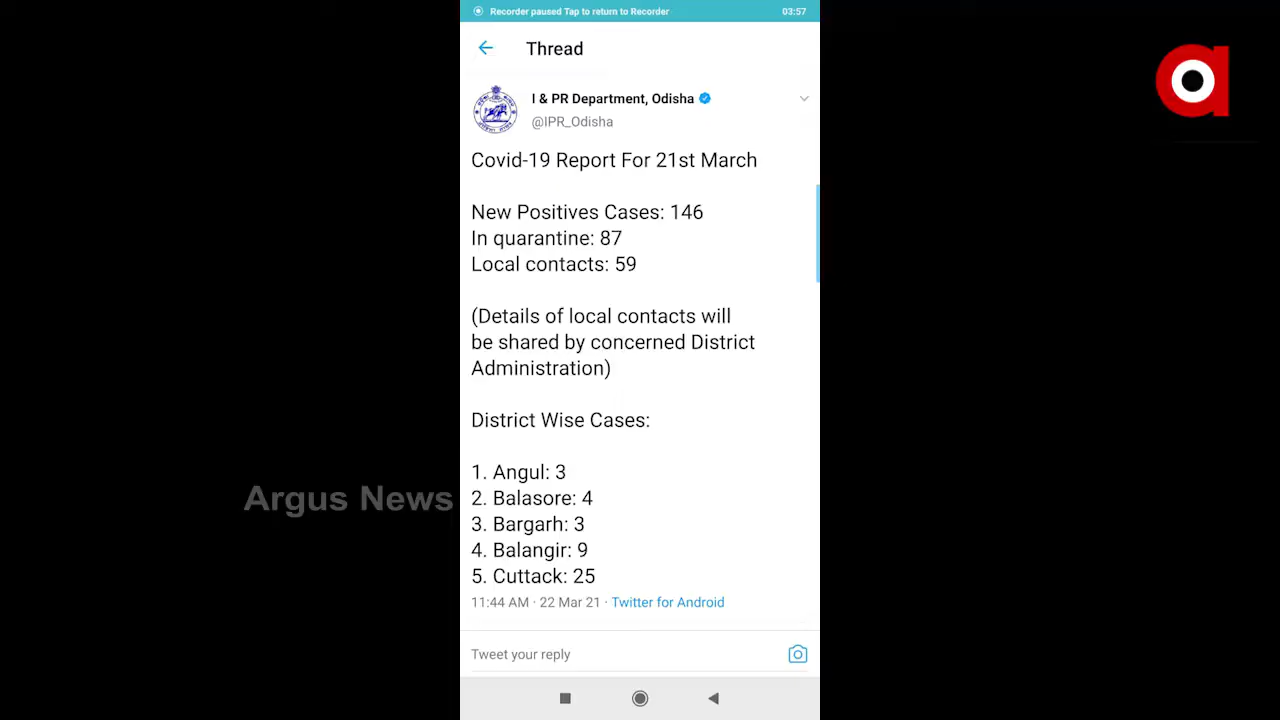 Recorder paused Tap to return to Recorder 03:57
Thread
I & PR Department, Odisha
@IPR_Odisha
Covid-19 Report For 21st March
New Positives Cases: 146
In quarantine: 87
Local contacts: 59
(Details of local contacts will
be shared by concerned District
Administration)
District Wise Cases:
1. Angul: 3
2. Balasore: 4
3. Bargarh: 3
4. Balangir: 9
5. Cuttack: 25
11:44 AM · 22 Mar 21 · Twitter for Android
Tweet your reply
Argus News
a